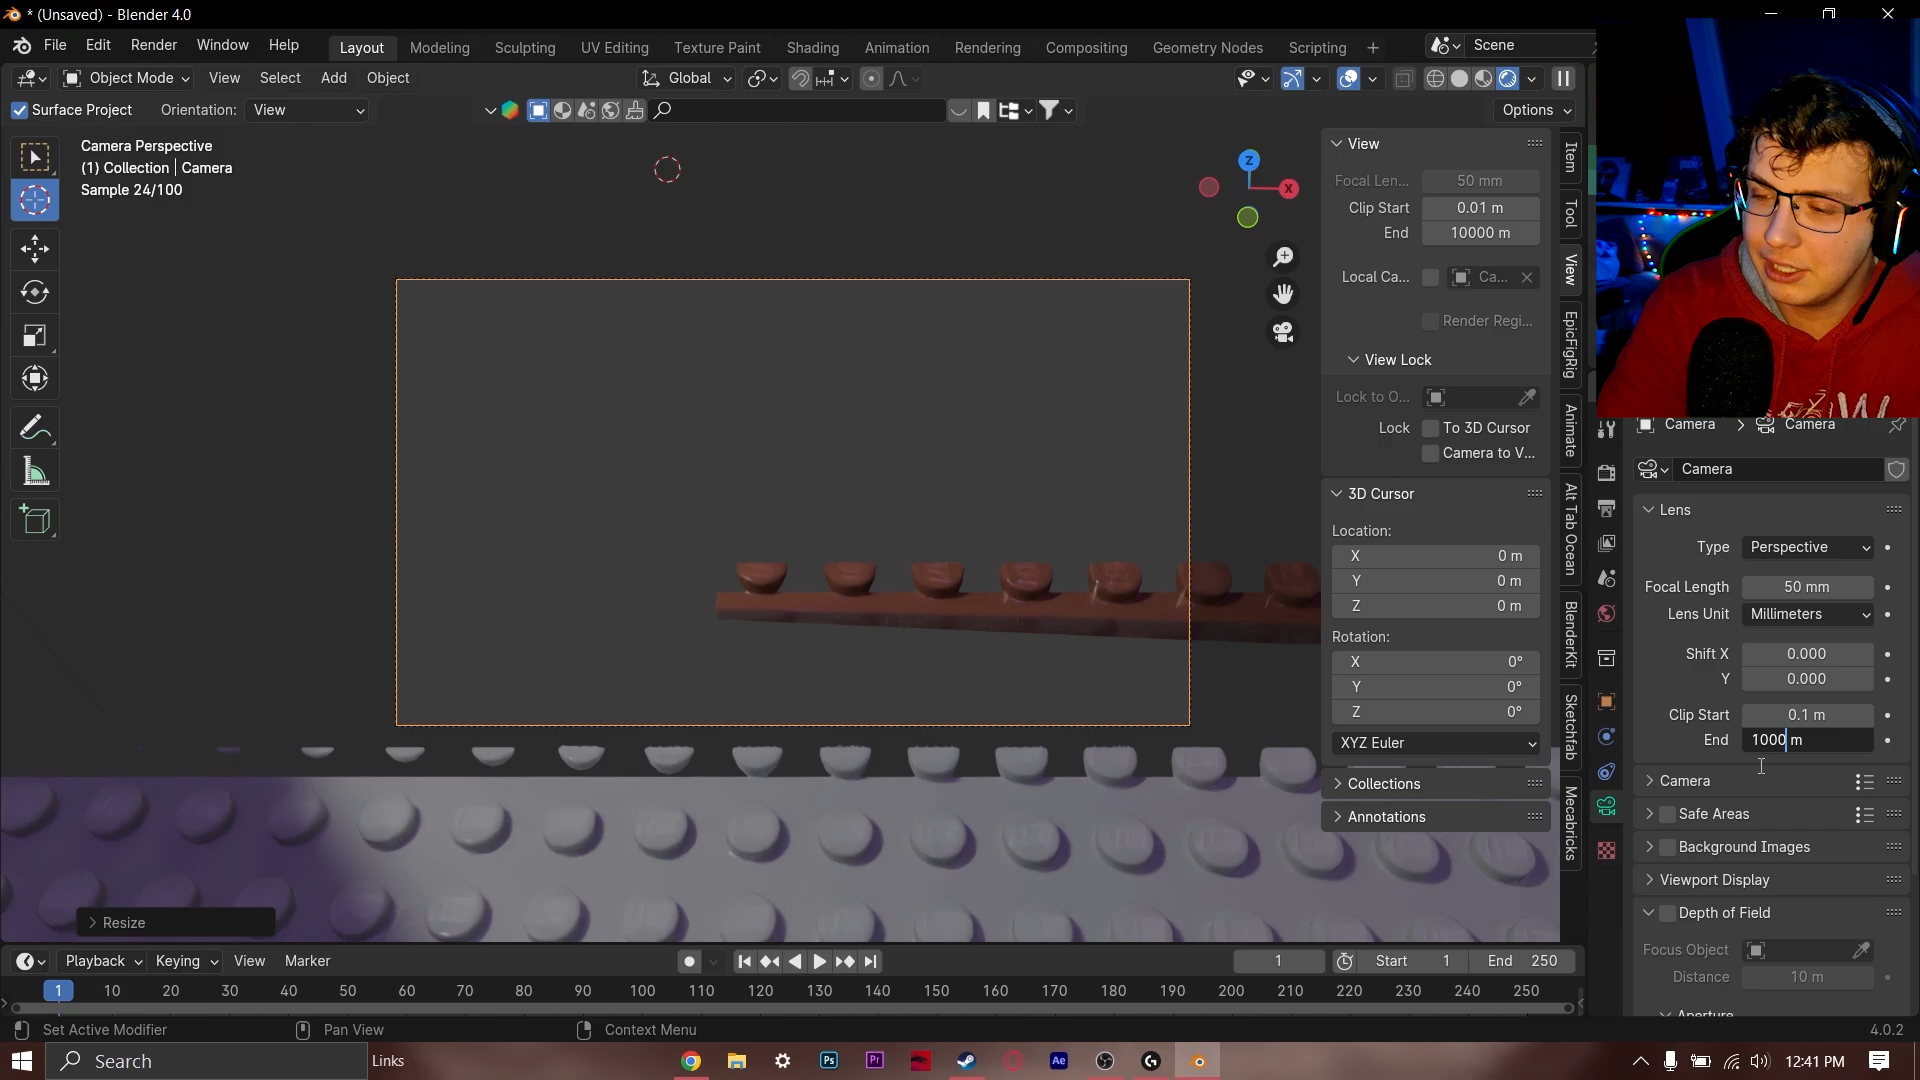 * (Unsaved) - Blender 4.0
File Edit Render Window Help
Layout Modeling Sculpting UV Editing Texture Paint Shading Animation Rendering Compositing Geometry Nodes Scripting
Scene
Object Mode View Select Add Object
Global
Surface Project Orientation: View
Options
Camera Perspective
(1) Collection | Camera
Sample 24/100
Z
X
View
Focal Len... 50 mm
Clip Start 0.01 m
End 10000 m
Local Ca... Ca...
Render Regi...
View Lock
Lock to O...
Lock To 3D Cursor
Camera to V...
3D Cursor
Location:
X 0 m
Y 0 m
Z 0 m
Rotation:
X 0°
Y 0°
Z 0°
XYZ Euler
Collections
Annotations
Item
Tool
View
EpicFigRig
Animate
Alt Tab Ocean
BlenderKit
Sketchfab
Mecabricks
Camera > Camera
Camera
Lens
Type Perspective
Focal Length 50 mm
Lens Unit Millimeters
Shift X 0.000
Y 0.000
Clip Start 0.1 m
End 1000 m
Camera
Safe Areas
Background Images
Viewport Display
Depth of Field
Focus Object
Distance 10 m
Aperture
Resize
Playback Keying View Marker
1 Start 1 End 250
1 10 20 30 40 50 60 70 80 90 100 110 120 130 140 150 160 170 180 190 200 210 220 230 240 250
Set Active Modifier Pan View Context Menu
4.0.2
Search Links
Ps Pr Ae
12:41 PM